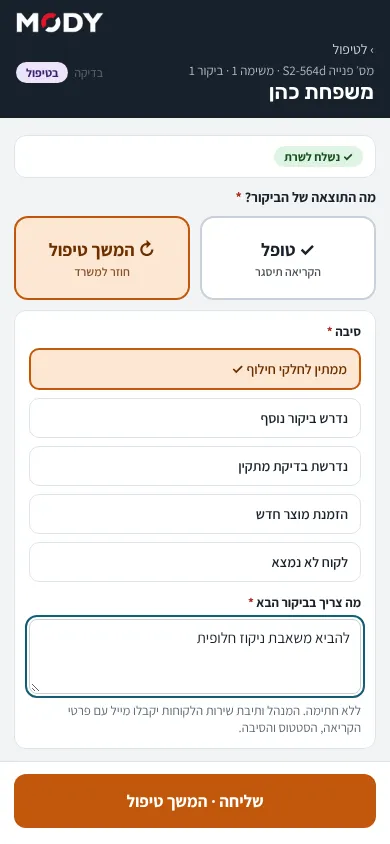 MODY
› לטיפול
מס׳ פנייה S2-564d · משימה 1 · ביקור 1
משפחת כהן
בדיקה
בטיפול
✓ נשלח לשרת
מה התוצאה של הביקור? *
✓ טופל
הקריאה תיסגר
↻ המשך טיפול
חוזר למשרד
סיבה *
ממתין לחלקי חילוף ✓
נדרש ביקור נוסף
נדרשת בדיקת מתקין
הזמנת מוצר חדש
לקוח לא נמצא
מה צריך בביקור הבא *
להביא משאבת ניקוז חלופית
ללא חתימה. המנהל ותיבת שירות הלקוחות יקבלו מייל עם פרטי
הקריאה, הסטטוס והסיבה.
שליחה · המשך טיפול